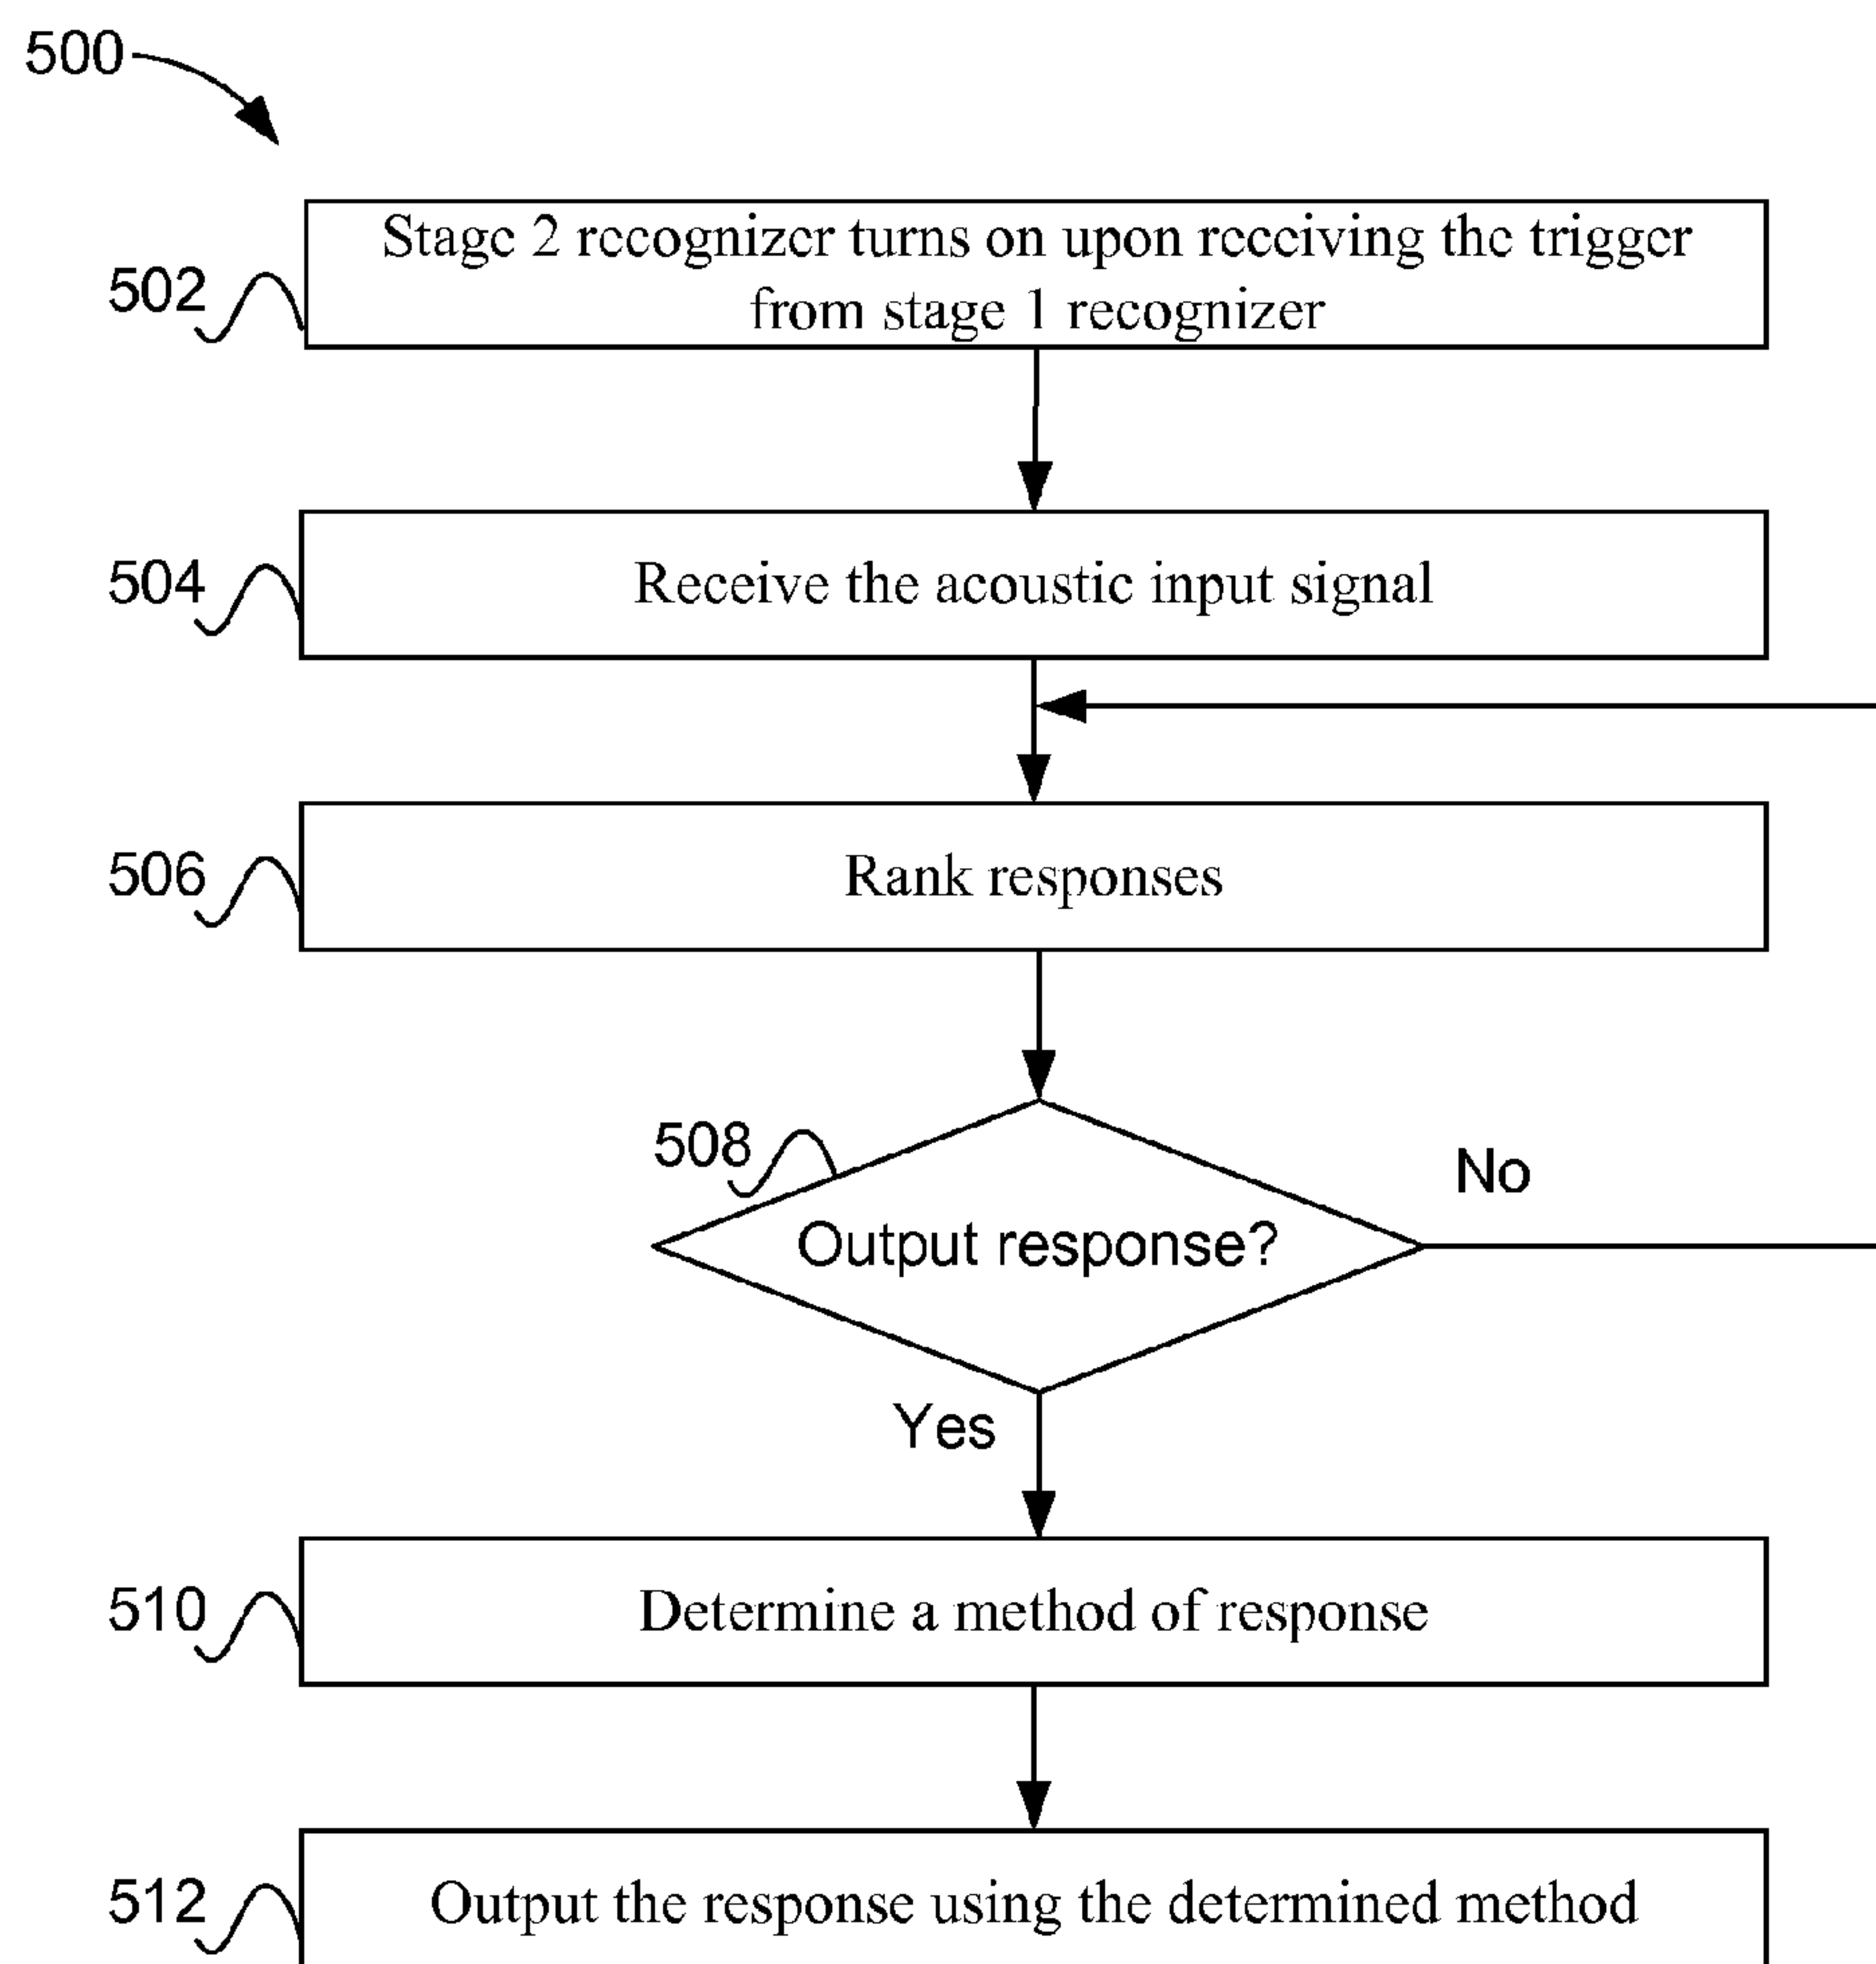 500
502
Stage 2 recognizer turns on upon receiving the trigger
from stage 1 recognizer
504
Receive the acoustic input signal
506
Rank responses
508
No
Output response?
Yes
510
Determine a method of response
512
Output the response using the determined method